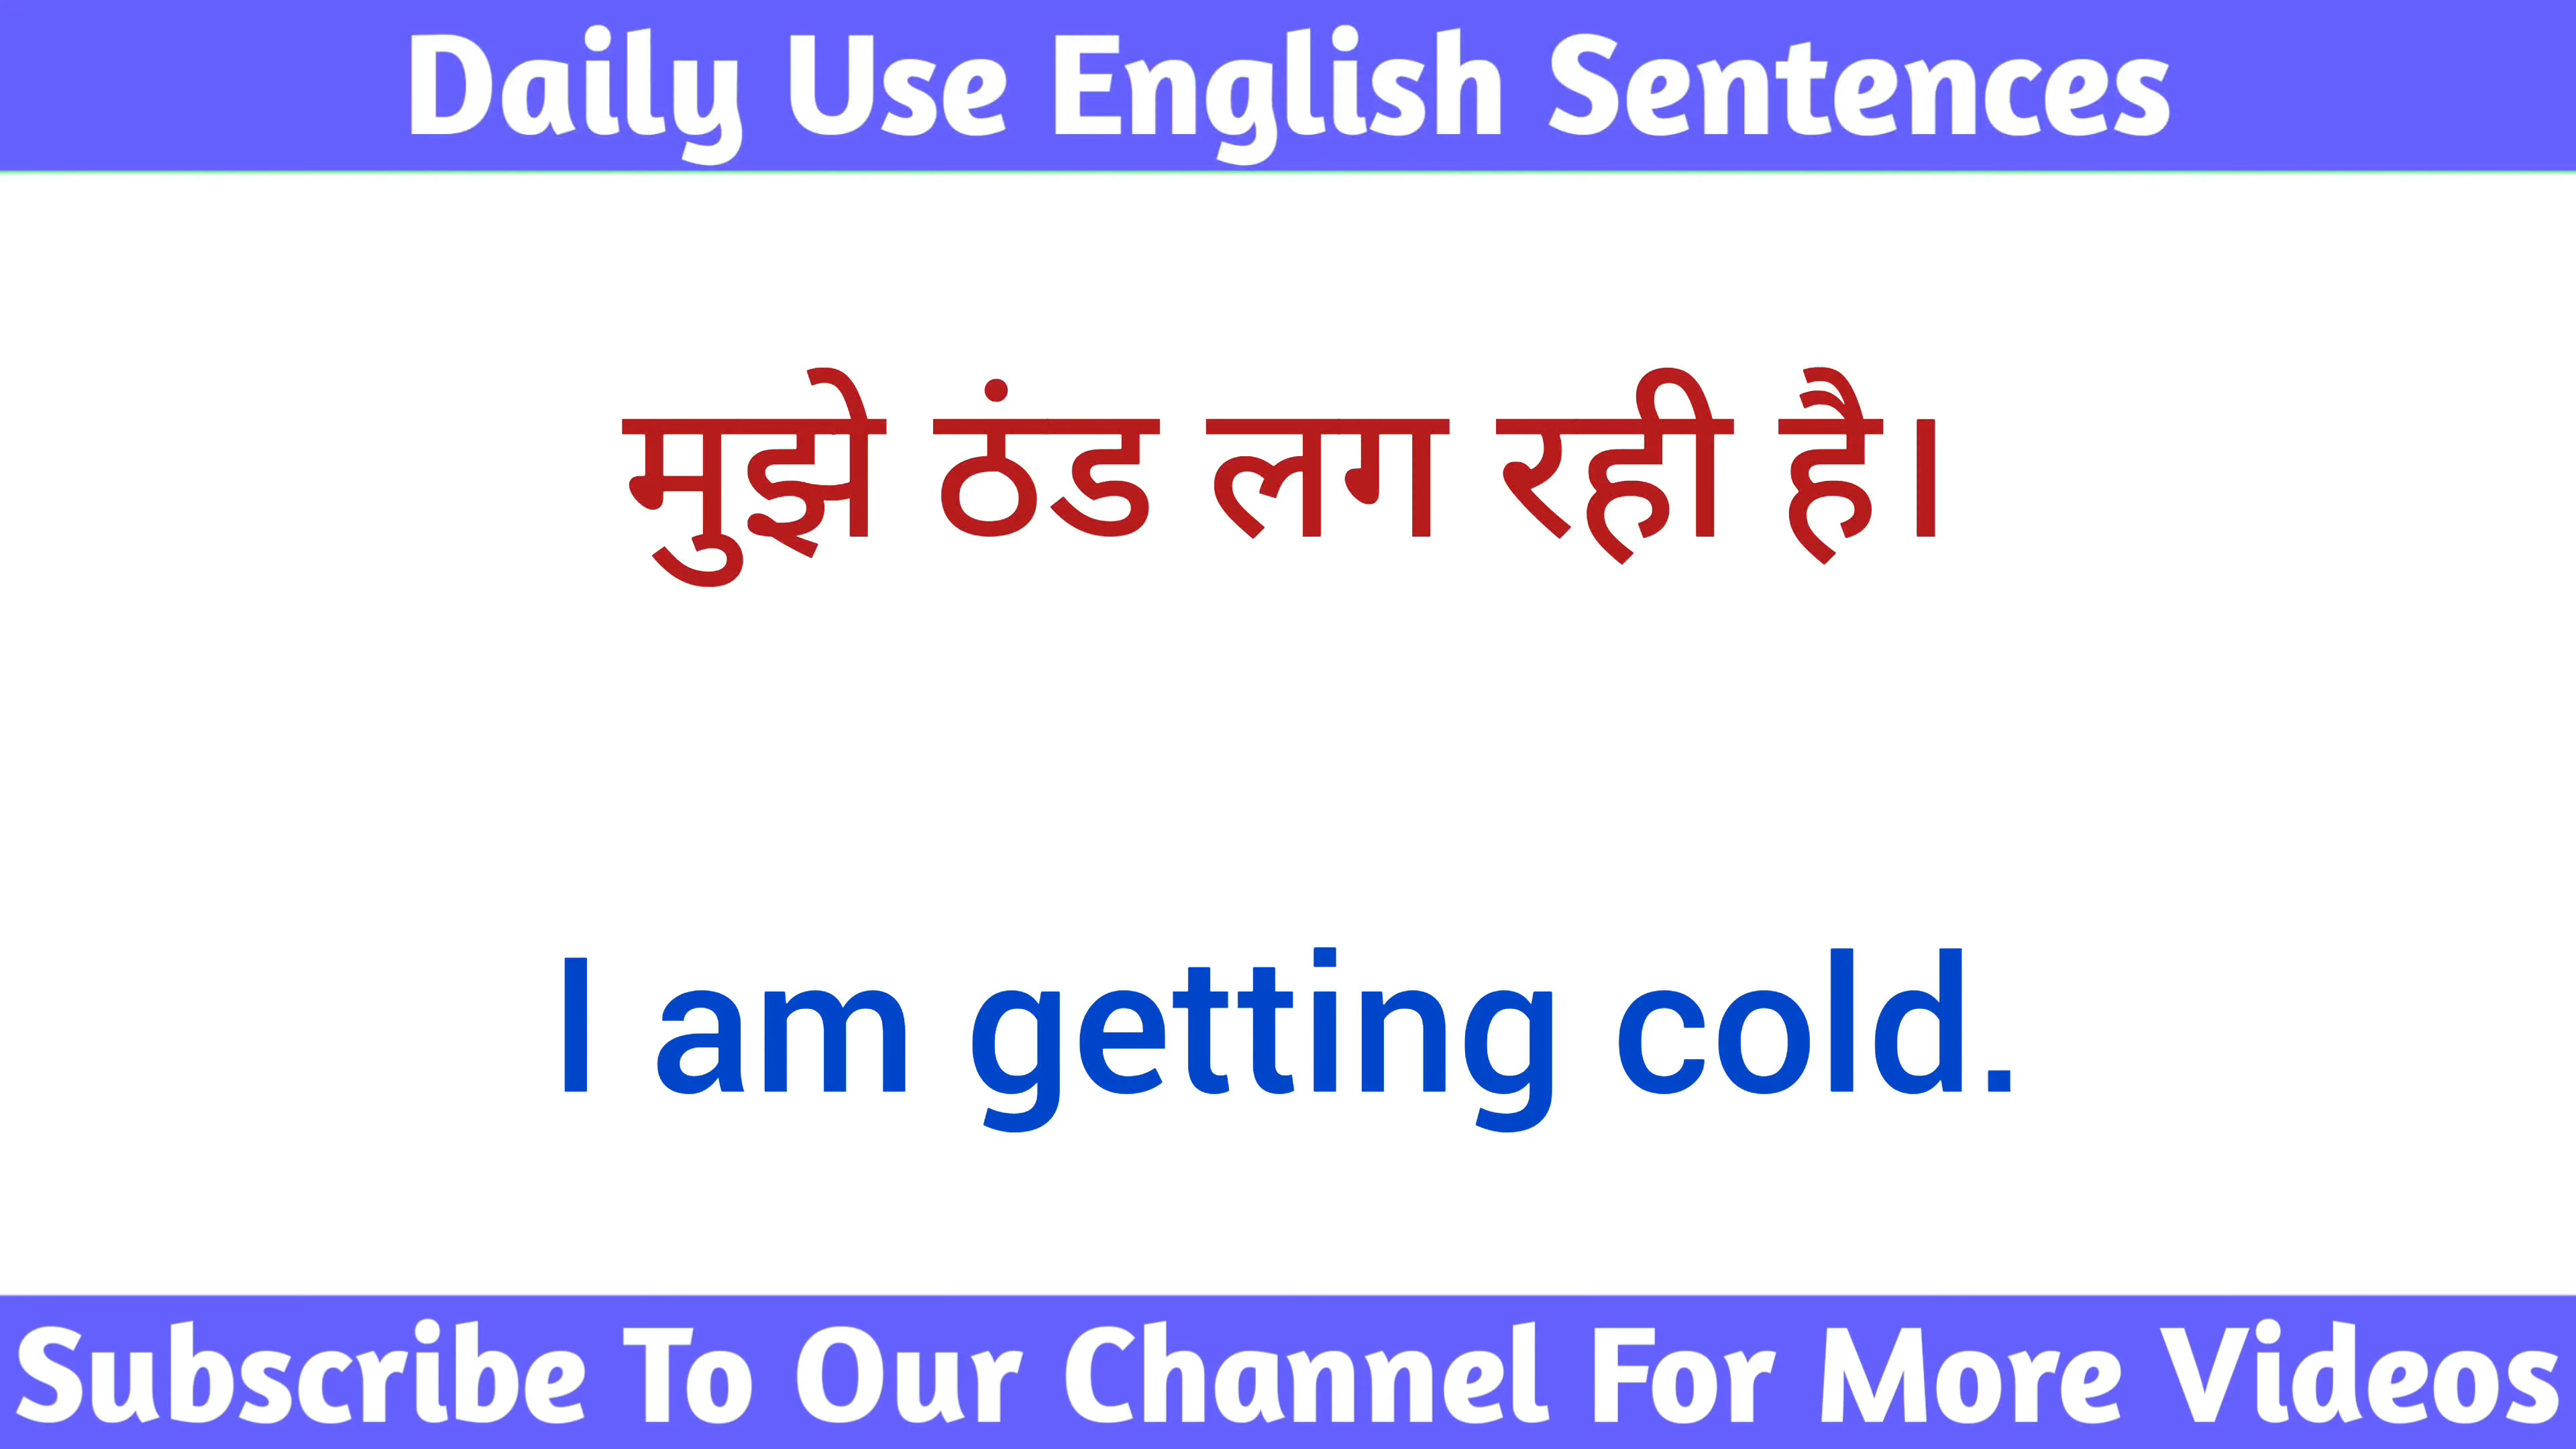 Daily Use English Sentences
मुझे ठंड लग रही है।
I am getting cold.
Subscribe To Our Channel For More Videos